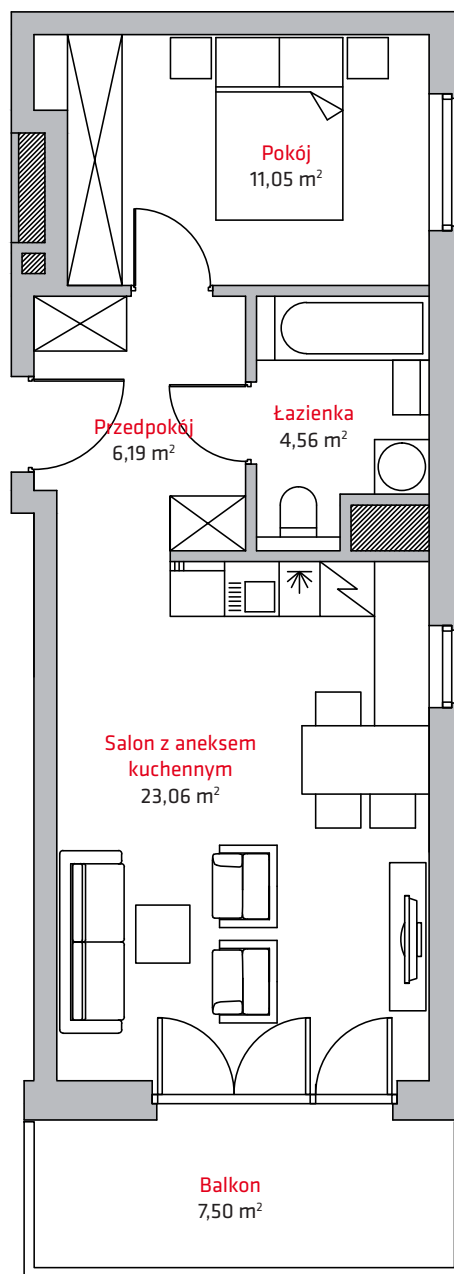 Pokój
11,05 m²
Przedpokój
6,19 m²
Łazienka
4,56 m²
Salon z aneksem
kuchennym
23,06 m²
Balkon
7,50 m²